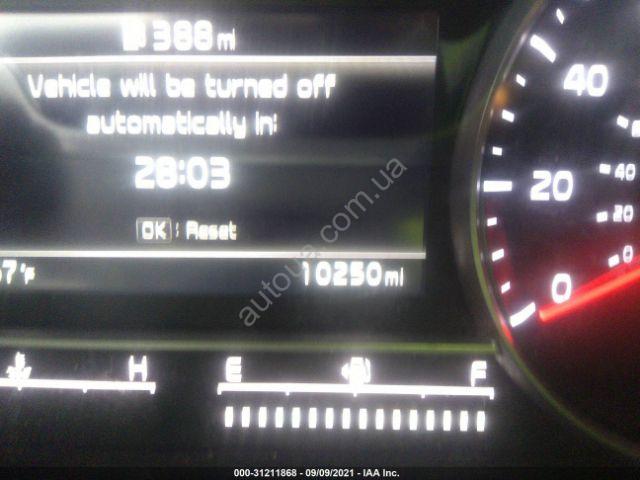 388 mi
Vehicle will be turned off
automatically in:
28:03
OK : Reset
7°F
10250 mi
H
E
F
40
20
0
40
20
0
autoua.com.ua
000-31211868 - 09/09/2021 - IAA Inc.